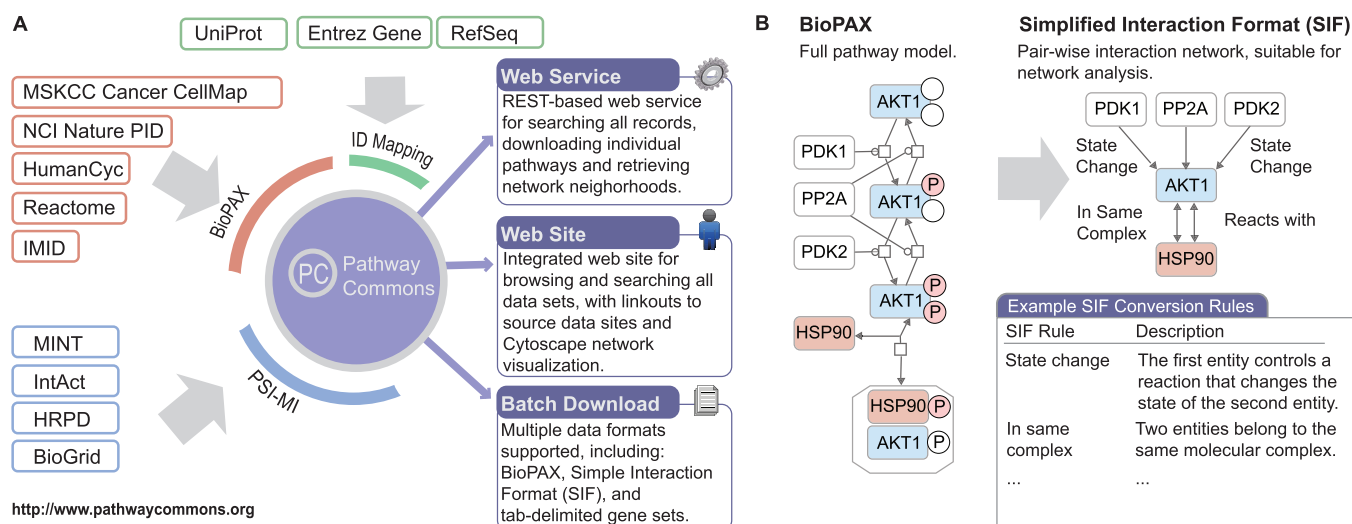 A
UniProt
Entrez Gene
RefSeq
MSKCC Cancer CellMap
NCI Nature PID
HumanCyc
Reactome
IMID
ID Mapping
BioPAX
PC
Pathway
Commons
PSI-MI
MINT
IntAct
HRPD
BioGrid
http://www.pathwaycommons.org
Web Service
REST-based web service
for searching all records,
downloading individual
pathways and retrieving
network neighorhoods.
Web Site
Integrated web site for
browsing and searching all
data sets, with linkouts to
source data sites and
Cytoscape network
visualization.
Batch Download
Multiple data formats
supported, including:
BioPAX, Simple Interaction
Format (SIF), and
tab-delimited gene sets.
B
BioPAX
Full pathway model.
AKT1
PDK1
P
PP2A
AKT1
PDK2
P
AKT1
P
HSP90
HSP90
P
AKT1
P
Simplified Interaction Format (SIF)
Pair-wise interaction network, suitable for
network analysis.
PDK1
PP2A
PDK2
State
Change
State
Change
AKT1
In Same
Complex
Reacts with
HSP90
Example SIF Conversion Rules
SIF Rule
Description
State change
The first entity controls a
reaction that changes the
state of the second entity.
In same
complex
Two entities belong to the
same molecular complex.
...
...